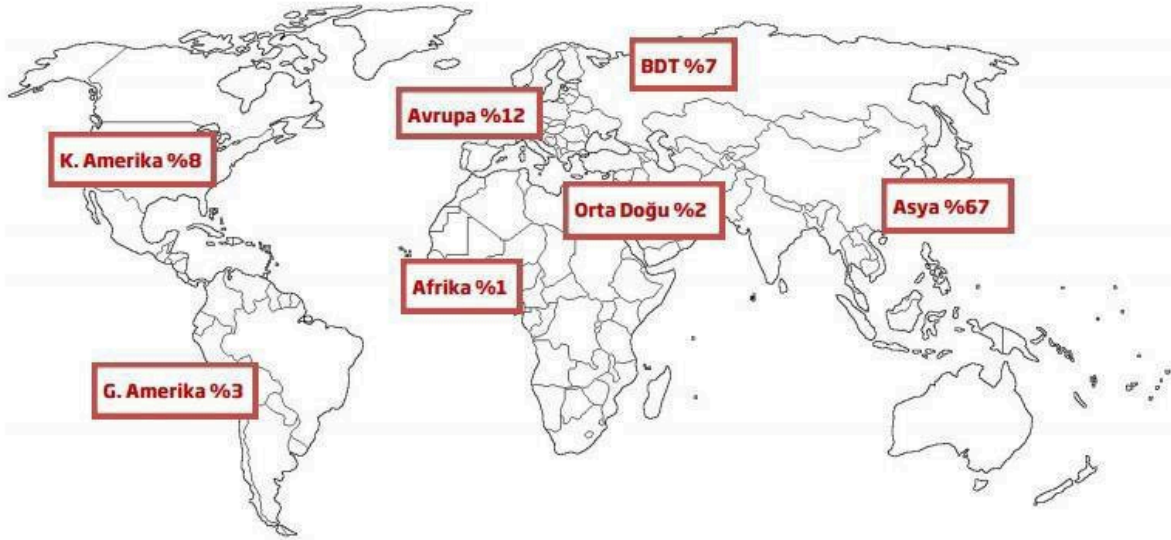 BDT %7
Avrupa %12
K. Amerika %8
Orta Doğu %2
Asya %67
Afrika %1
G. Amerika %3